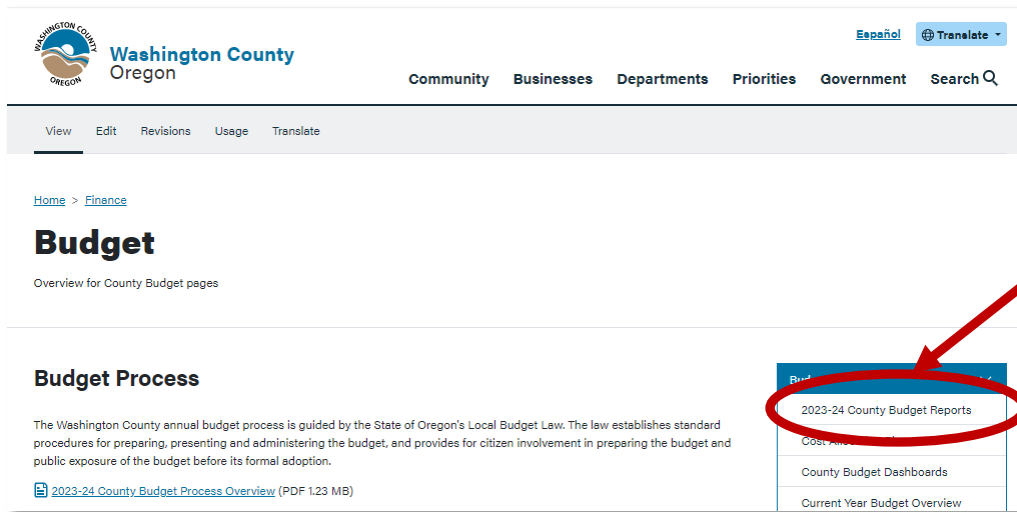 WASHINGTON COUNTY
OREGON
Washington County
Oregon
Español
Translate
Community Businesses Departments Priorities Government Search
View Edit Revisions Usage Translate
Home > Finance
Budget
Overview for County Budget pages
Budget Process
The Washington County annual budget process is guided by the State of Oregon's Local Budget Law. The law establishes standard
procedures for preparing, presenting and administering the budget, and provides for citizen involvement in preparing the budget and
public exposure of the budget before its formal adoption.
2023-24 County Budget Process Overview (PDF 1.23 MB)
2023-24 County Budget Reports
Cost
County Budget Dashboards
Current Year Budget Overview